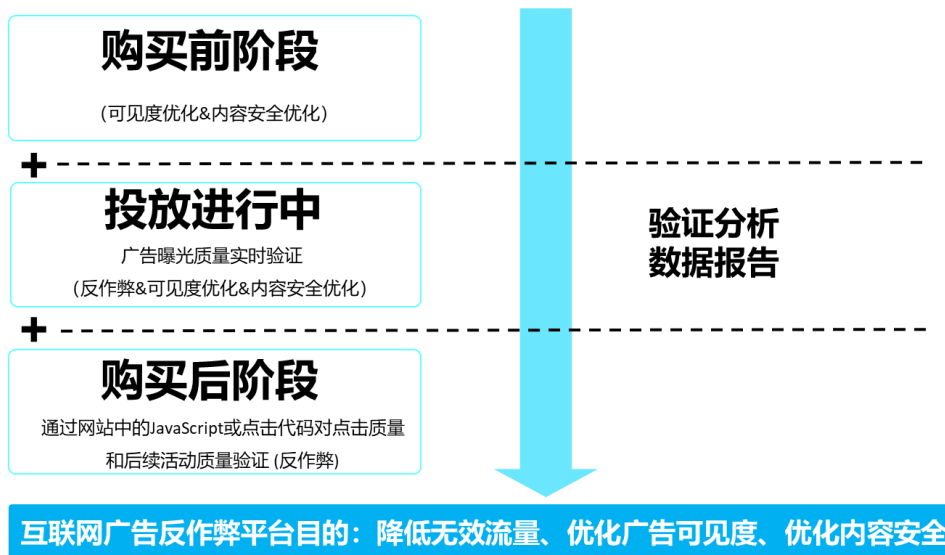 购买前阶段
（可见度优化&内容安全优化）
+
投放进行中
广告曝光质量实时验证
（反作弊&可见度优化&内容安全优化）
验证分析
数据报告
+
购买后阶段
通过网站中的JavaScript或点击代码对点击质量
和后续活动质量验证 (反作弊)
互联网广告反作弊平台目的：降低无效流量、优化广告可见度、优化内容安全